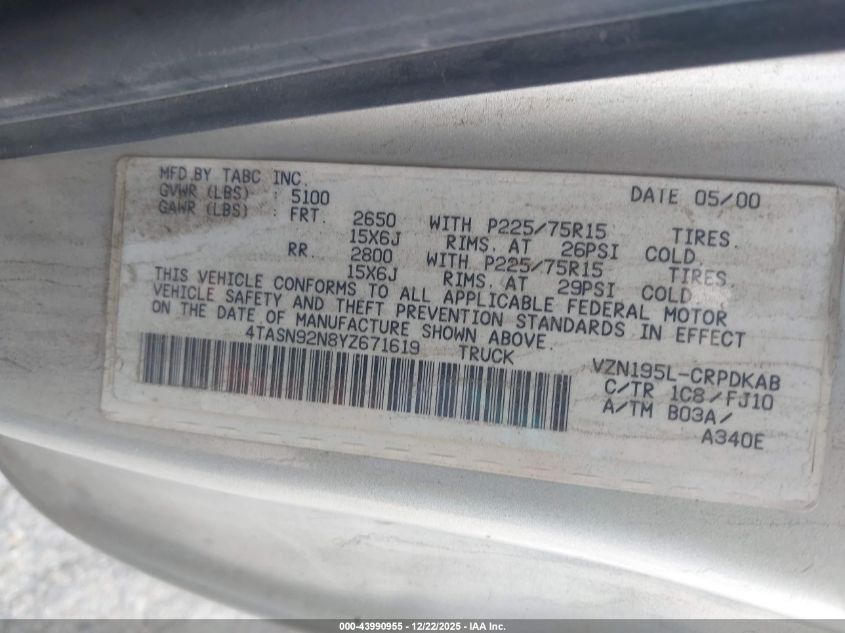 MFD.BY TABC INC. DATE 05/00
GVWR (LBS) : 5100
GAWR (LBS) : FRT. 2650 WITH P225/75R15 TIRES.
15X6J RIMS. AT 26PSI COLD.
RR. 2800 WITH P225/75R15 TIRES.
15X6J RIMS. AT 29PSI COLD.
THIS VEHICLE CONFORMS TO ALL APPLICABLE FEDERAL MOTOR
VEHICLE SAFETY AND THEFT PREVENTION STANDARDS IN EFFECT
ON THE DATE OF MANUFACTURE SHOWN ABOVE.
4TASN92N8YZ671619 TRUCK
VZN195L-CRPDKAB
C/TR 1C8/FJ10
A/TM B03A/
A340E
000-43990955 - 12/22/2025 - IAA Inc.